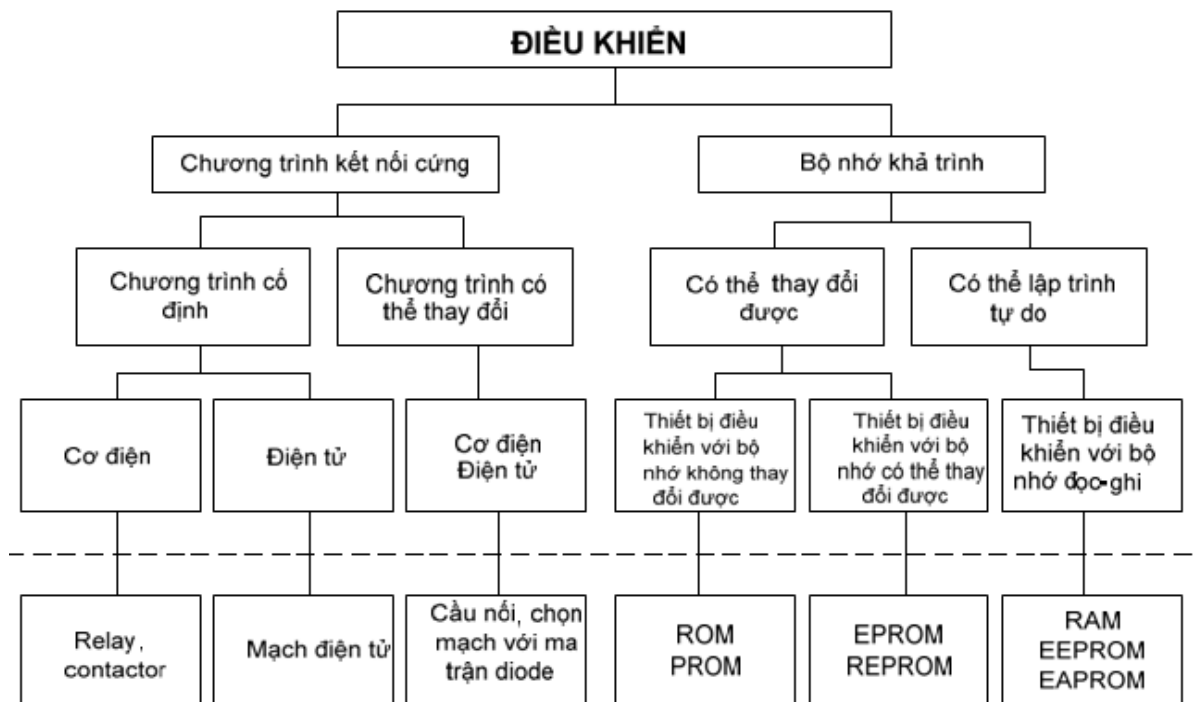 ĐIỀU KHIỂN
Chương trình kết nối cứng
Bộ nhớ khả trình
Chương trình cố
định
Chương trình có
thể thay đổi
Có thể thay đổi
được
Có thể lập trình
tự do
Cơ điện
Điện tử
Cơ điện
Điện tử
Thiết bị điều
khiển với bộ
nhớ không thay
đổi được
Thiết bị điều
khiển với bộ
nhớ có thể thay
đổi được
Thiết bị điều
khiển với bộ
nhớ đọc-ghi
Relay,
contactor
Mạch điện tử
Cầu nối, chọn
mạch với ma
trận diode
ROM
PROM
EPROM
REPROM
RAM
EEPROM
EAPROM